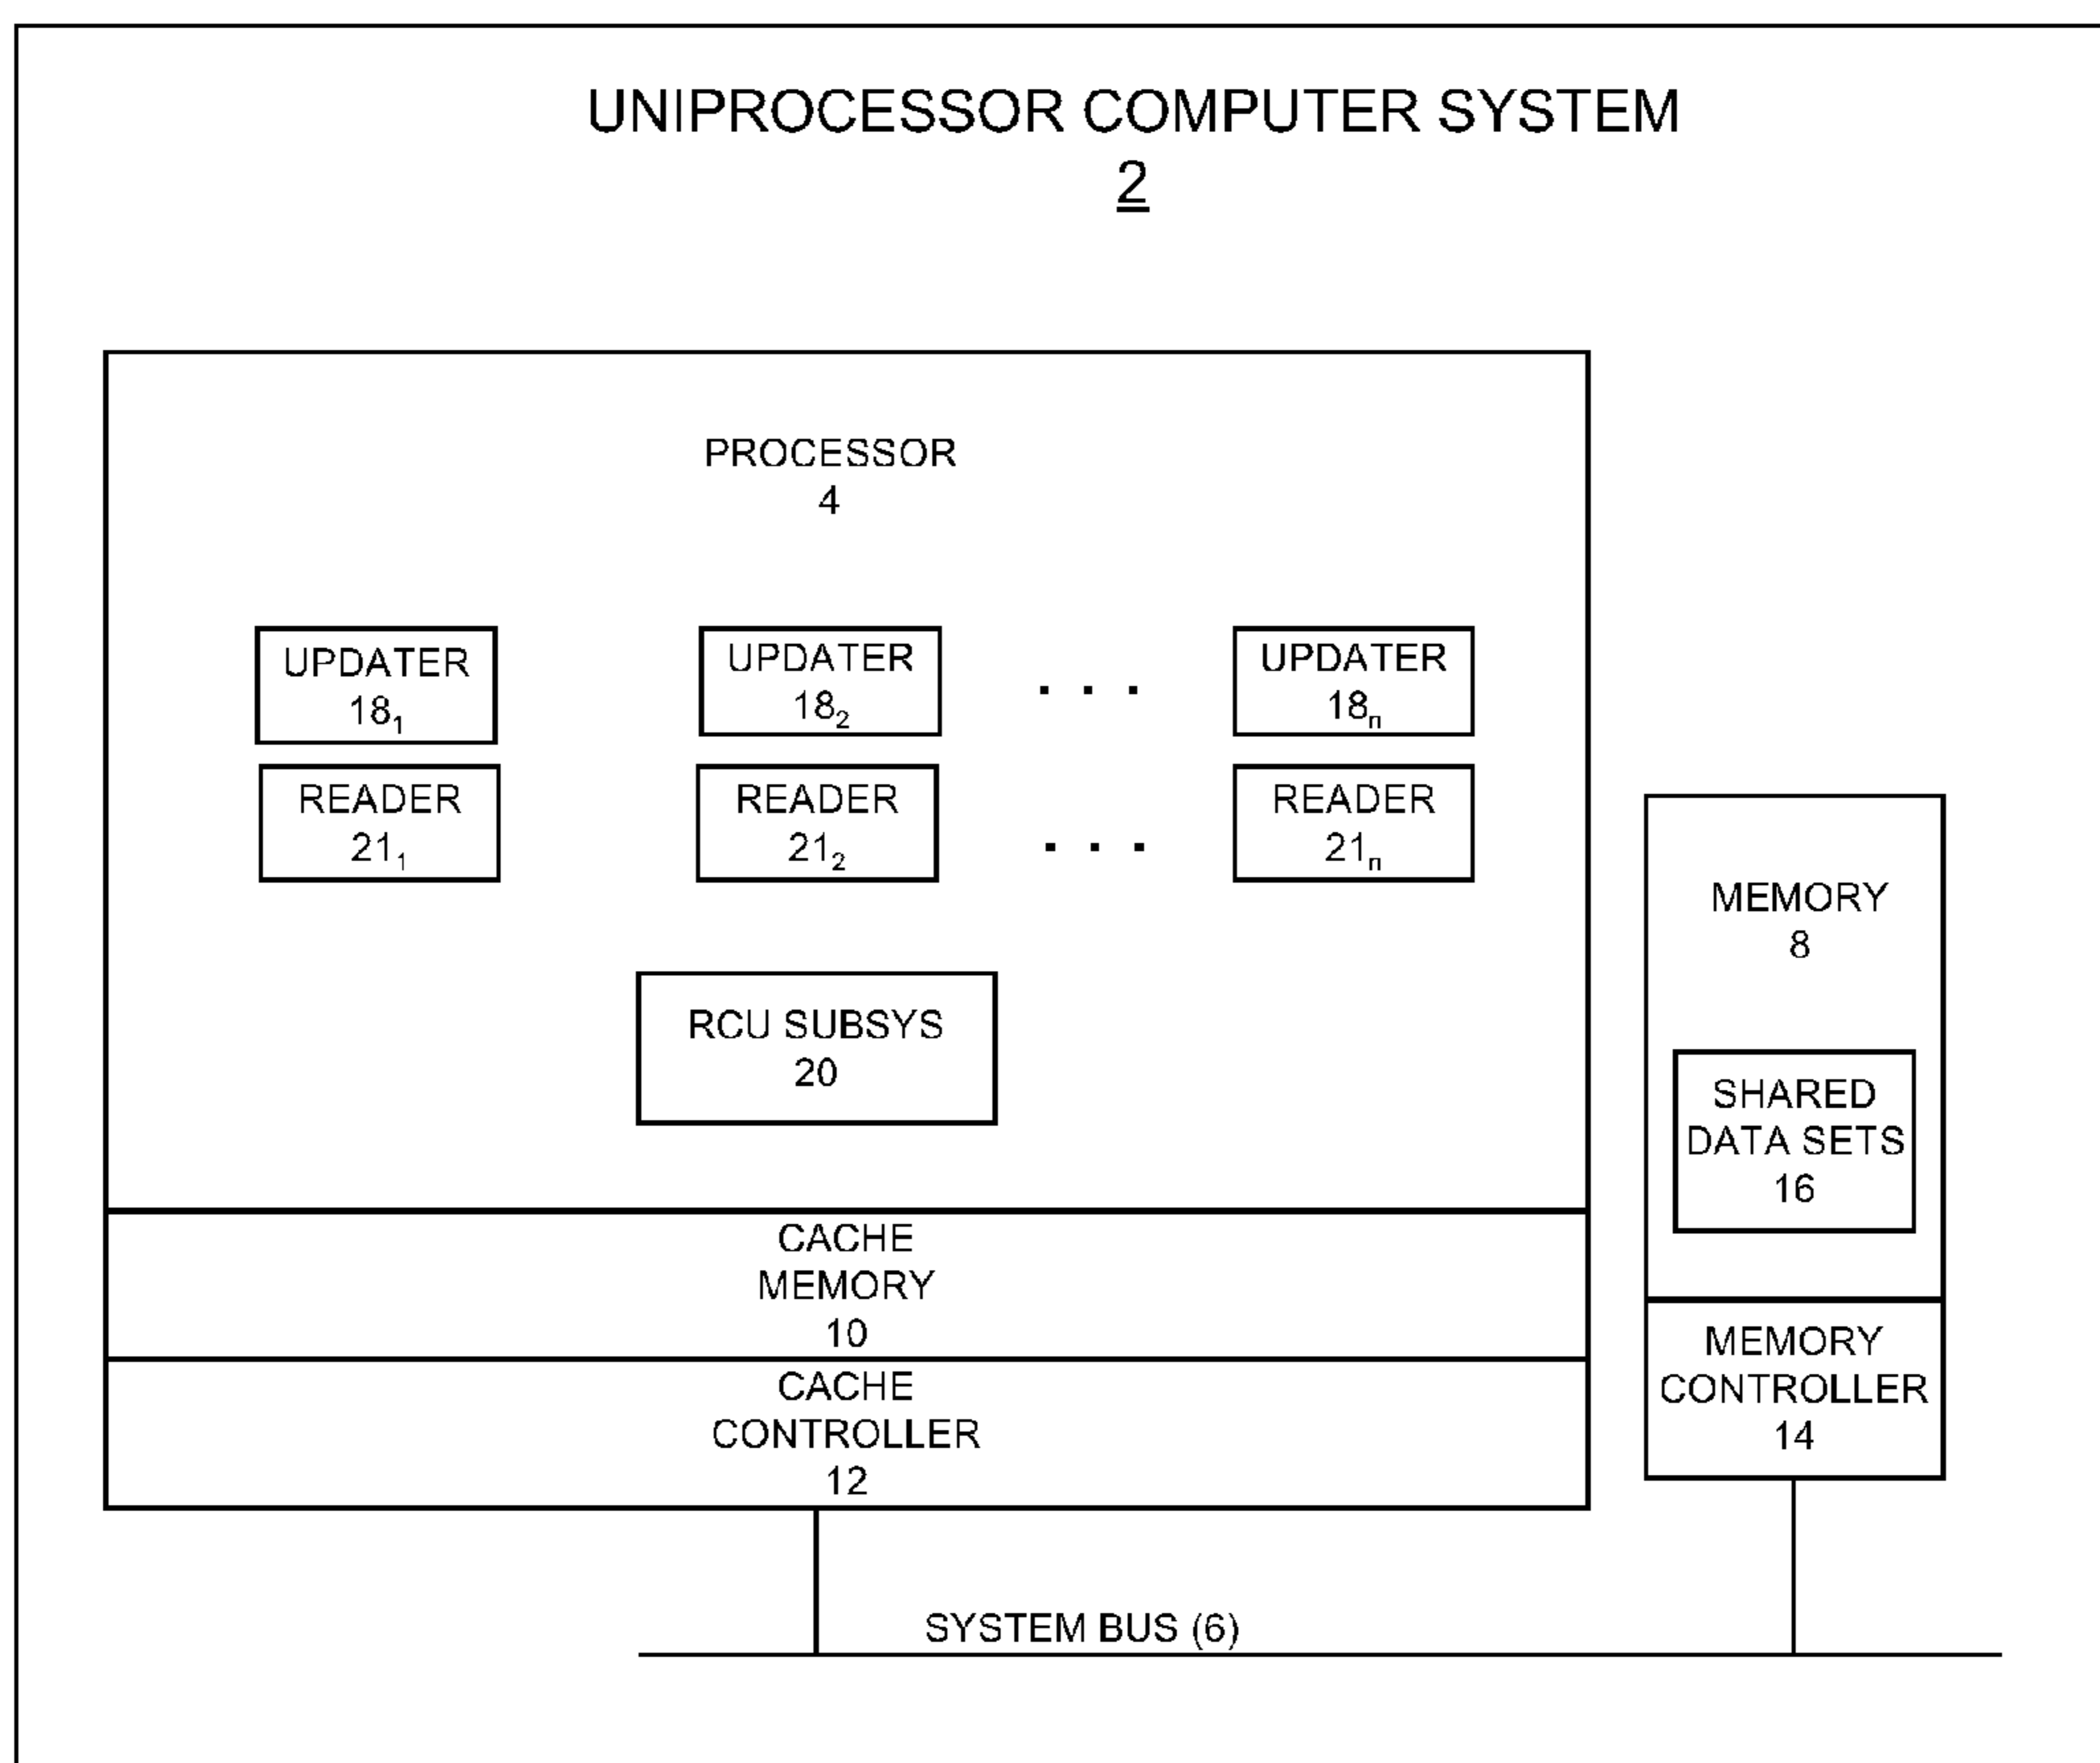 UNIPROCESSOR COMPUTER SYSTEM
2
PROCESSOR
4
UPDATER
18₁
UPDATER
18₂
. . .
UPDATER
18ₙ
READER
21₁
READER
21₂
. . .
READER
21ₙ
RCU SUBSYS
20
CACHE
MEMORY
10
CACHE
CONTROLLER
12
MEMORY
8
SHARED
DATA SETS
16
MEMORY
CONTROLLER
14
SYSTEM BUS (6)